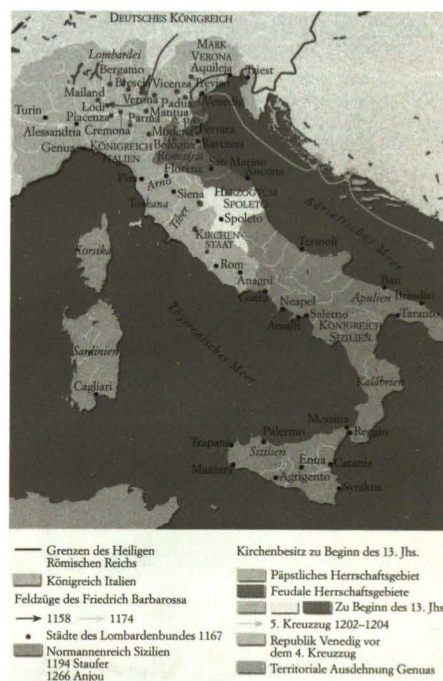 DEUTSCHES KÖNIGREICH
Lombardei
MARK
VERONA
Bergamo
Aquileja
Triest
Brescia
Vicenza
Treviso
Mailand
Verona
Padua
Venedig
Turin
Lodi
Mantua
Po
Piacenza
Parma
Alessandria
Cremona
Modena
Ferrara
Genua
KÖNIGREICH
ITALIEN
Bologna
Ravenna
Romagna
San Marino
Florenz
Pisa
Arno
Ancona
Siena
HERZOGTUM
SPOLETO
Toskana
Tiber
Spoleto
Adriatisches Meer
KIRCHEN-
STAAT
Korsika
Termoli
Rom
Anagni
Gaeta
Bari
Apulien
Brindisi
Neapel
Salerno
Taranto
Amalfi
KÖNIGREICH
SIZILIEN
Tyrrhenisches Meer
Sardinien
Cagliari
Kalabrien
Messina
Reggio
Palermo
Trapani
Sizilien
Enna
Catania
Mazzara
Agrigento
Syrakus
Grenzen des Heiligen
Römischen Reichs
Königreich Italien
Feldzüge des Friedrich Barbarossa
1158 1174
Städte des Lombardenbundes 1167
Normannenreich Sizilien
1194 Staufer
1266 Anjou
Kirchenbesitz zu Beginn des 13. Jhs.
Päpstliches Herrschaftsgebiet
Feudale Herrschaftsgebiete
Zu Beginn des 13. Jhs
5. Kreuzzug 1202–1204
Republik Venedig vor
dem 4. Kreuzzug
Territoriale Ausdehnung Genuas